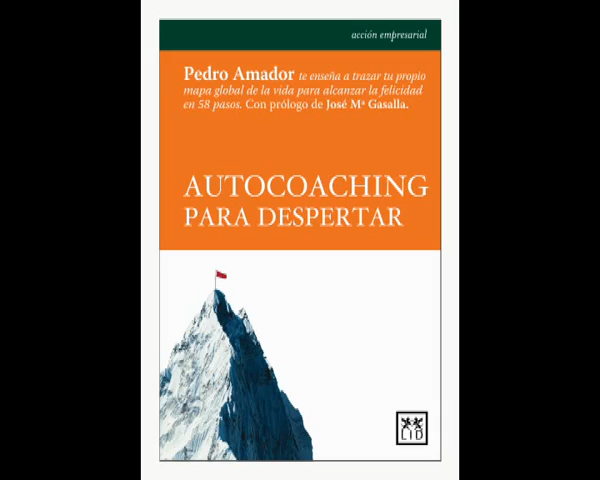 acción empresarial
Pedro Amador te enseña a trazar tu propio
mapa global de la vida para alcanzar la felicidad
en 58 pasos. Con prólogo de José Mª Gasalla.
AUTOCOACHING
PARA DESPERTAR
LID